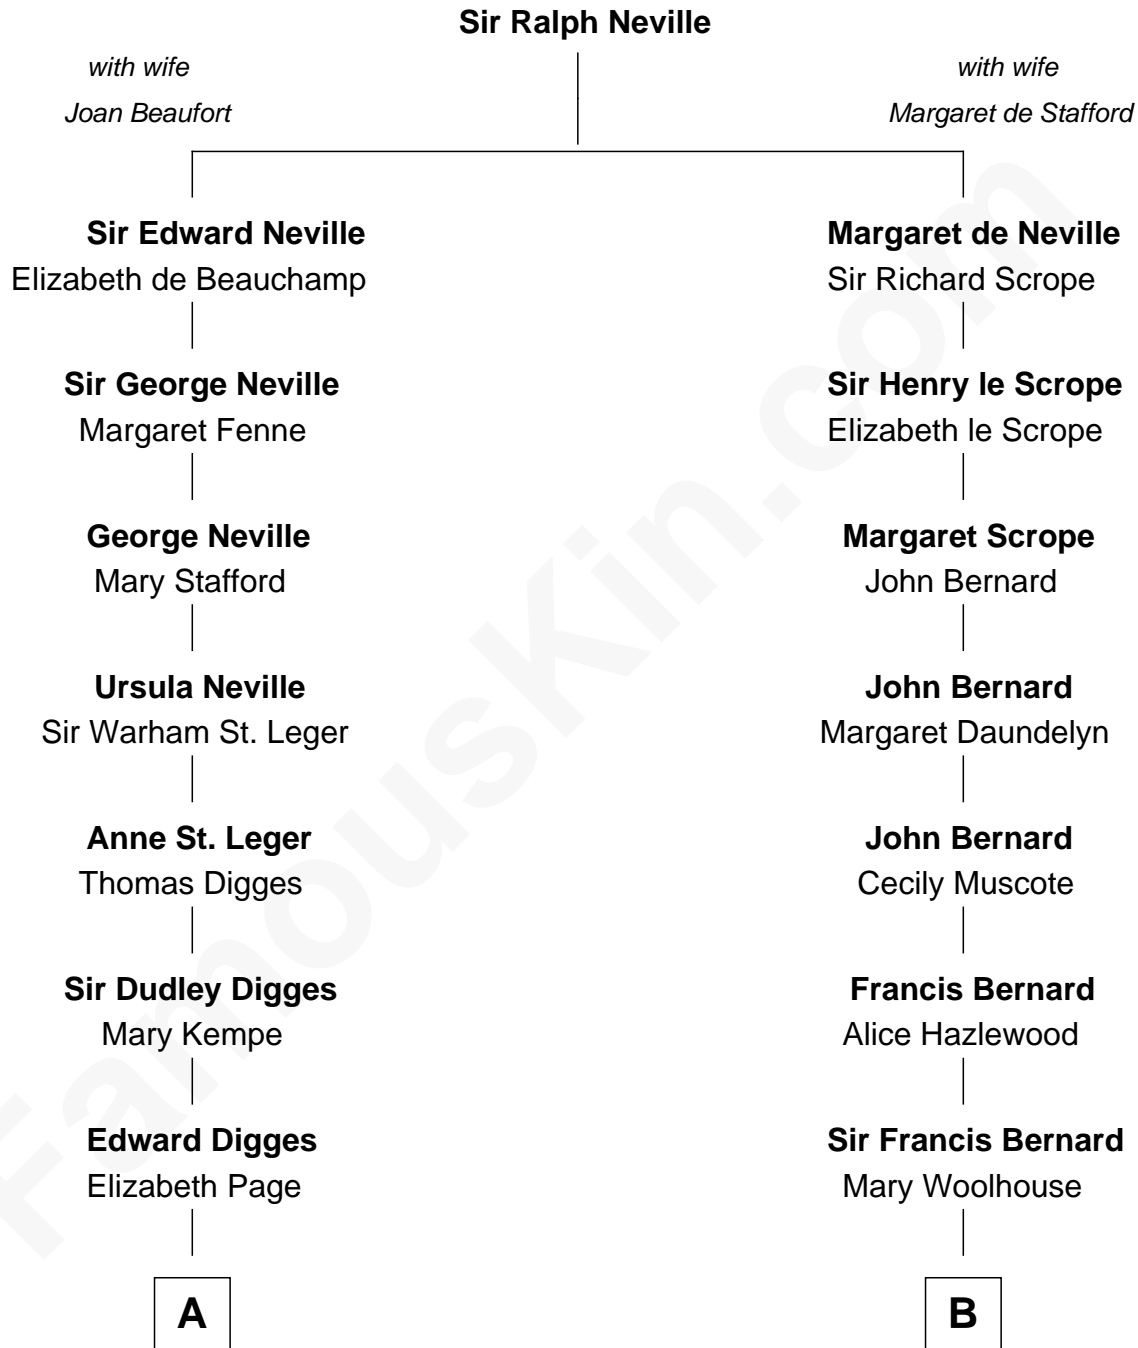 Sir Ralph Neville
with wife
Joan Beaufort
with wife
Margaret de Stafford
Sir Edward Neville
Elizabeth de Beauchamp
Margaret de Neville
Sir Richard Scrope
Sir George Neville
Margaret Fenne
Sir Henry le Scrope
Elizabeth le Scrope
George Neville
Mary Stafford
Margaret Scrope
John Bernard
Ursula Neville
Sir Warham St. Leger
John Bernard
Margaret Daundelyn
Anne St. Leger
Thomas Digges
John Bernard
Cecily Muscote
Sir Dudley Digges
Mary Kempe
Francis Bernard
Alice Hazlewood
Edward Digges
Elizabeth Page
Sir Francis Bernard
Mary Woolhouse
A
B
FamousKin.com